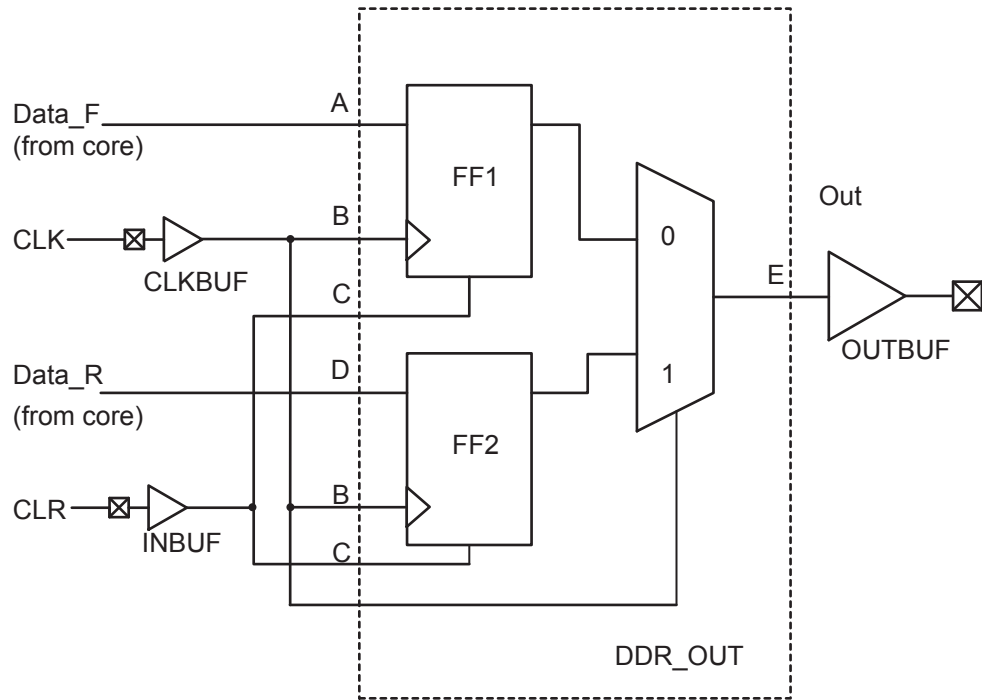 Data_F
(from core)
A
FF1
CLK
CLKBUF
B
C
0
1
Out
E
OUTBUF
Data_R
(from core)
D
FF2
CLR
INBUF
B
C
DDR_OUT